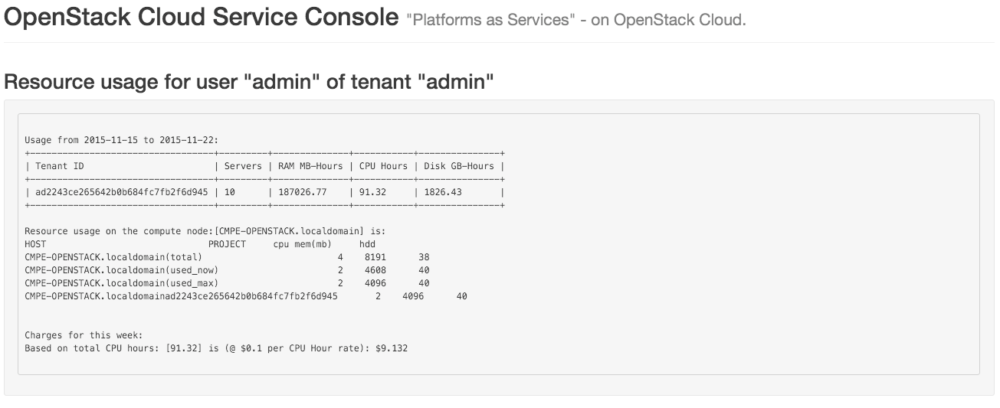 OpenStack Cloud Service Console "Platforms as Services" - on OpenStack Cloud.
Resource usage for user "admin" of tenant "admin"
Usage from 2015-11-15 to 2015-11-22:
+----------------------------------+---------+--------------+-----------+---------------+
| Tenant ID                        | Servers | RAM MB-Hours | CPU Hours | Disk GB-Hours |
+----------------------------------+---------+--------------+-----------+---------------+
| ad2243ce265642b0b684fc7fb2f6d945 | 10      | 187026.77    | 91.32     | 1826.43       |
+----------------------------------+---------+--------------+-----------+---------------+
Resource usage on the compute node:[CMPE-OPENSTACK.localdomain] is:
HOST                              PROJECT     cpu mem(mb)     hdd
CMPE-OPENSTACK.localdomain(total)                         4    8191      38
CMPE-OPENSTACK.localdomain(used_now)                      2    4608      40
CMPE-OPENSTACK.localdomain(used_max)                      2    4096      40
CMPE-OPENSTACK.localdomainad2243ce265642b0b684fc7fb2f6d945       2    4096      40
Charges for this week:
Based on total CPU hours: [91.32] is (@ $0.1 per CPU Hour rate): $9.132